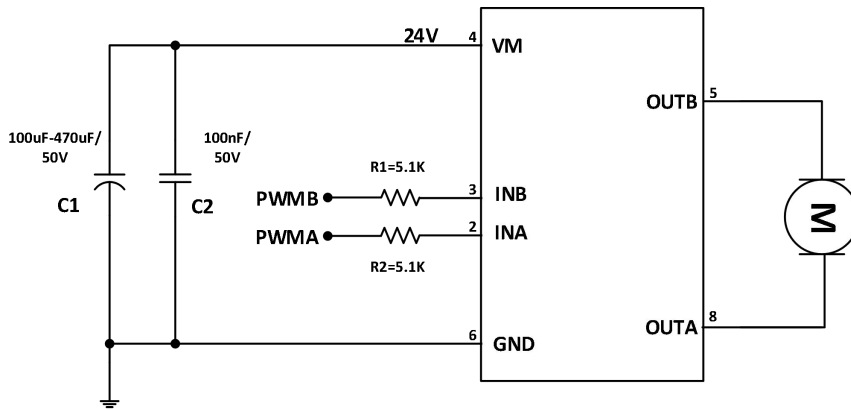 24V
4
VM
5
OUTB
100uF-470uF/
50V
100nF/
50V
C1
C2
R1=5.1K
PWMB
3
INB
PWMA
2
INA
R2=5.1K
M
8
OUTA
6
GND